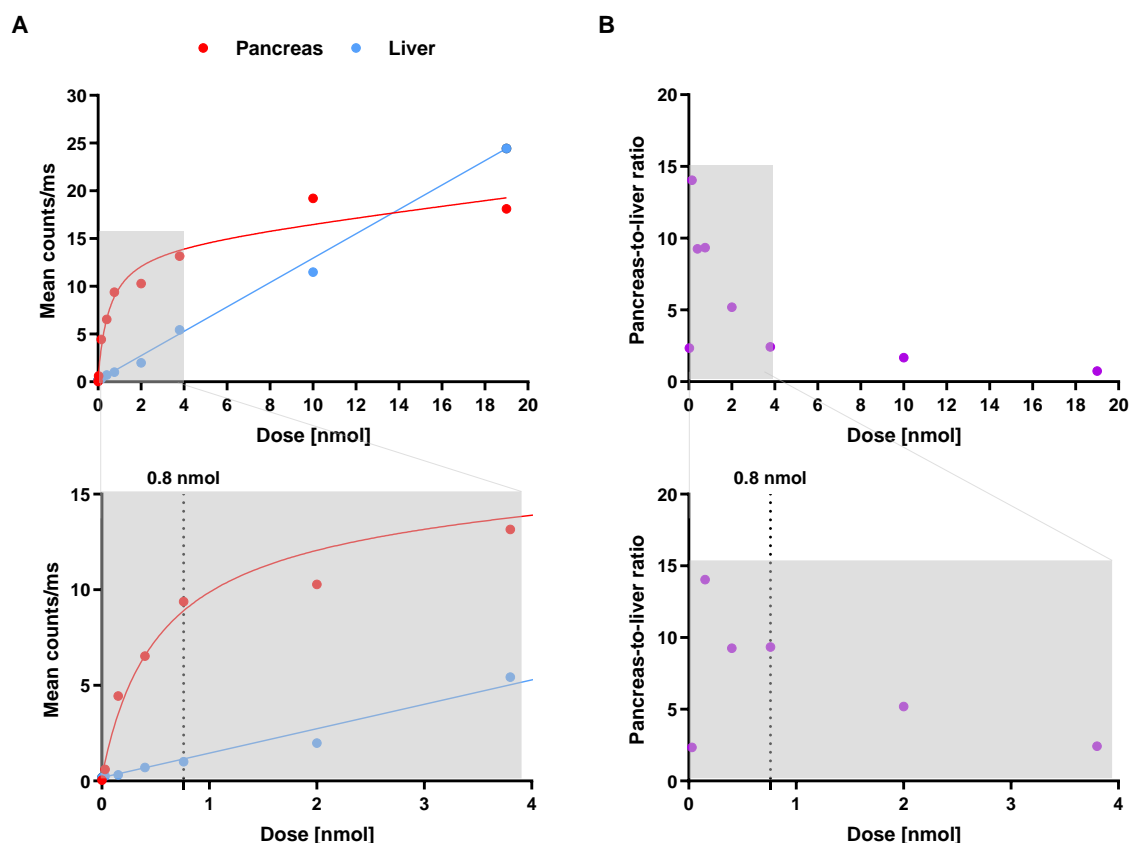 A
B
Pancreas Liver
Mean counts/ms
30
25
20
15
10
5
0
0 2 4 6 8 10 12 14 16 18 20
Dose [nmol]
Pancreas-to-liver ratio
20
15
10
5
0
0 2 4 6 8 10 12 14 16 18 20
Dose [nmol]
0.8 nmol
Mean counts/ms
15
10
5
0
0 1 2 3 4
Dose [nmol]
0.8 nmol
Pancreas-to-liver ratio
20
15
10
5
0
0 1 2 3 4
Dose [nmol]